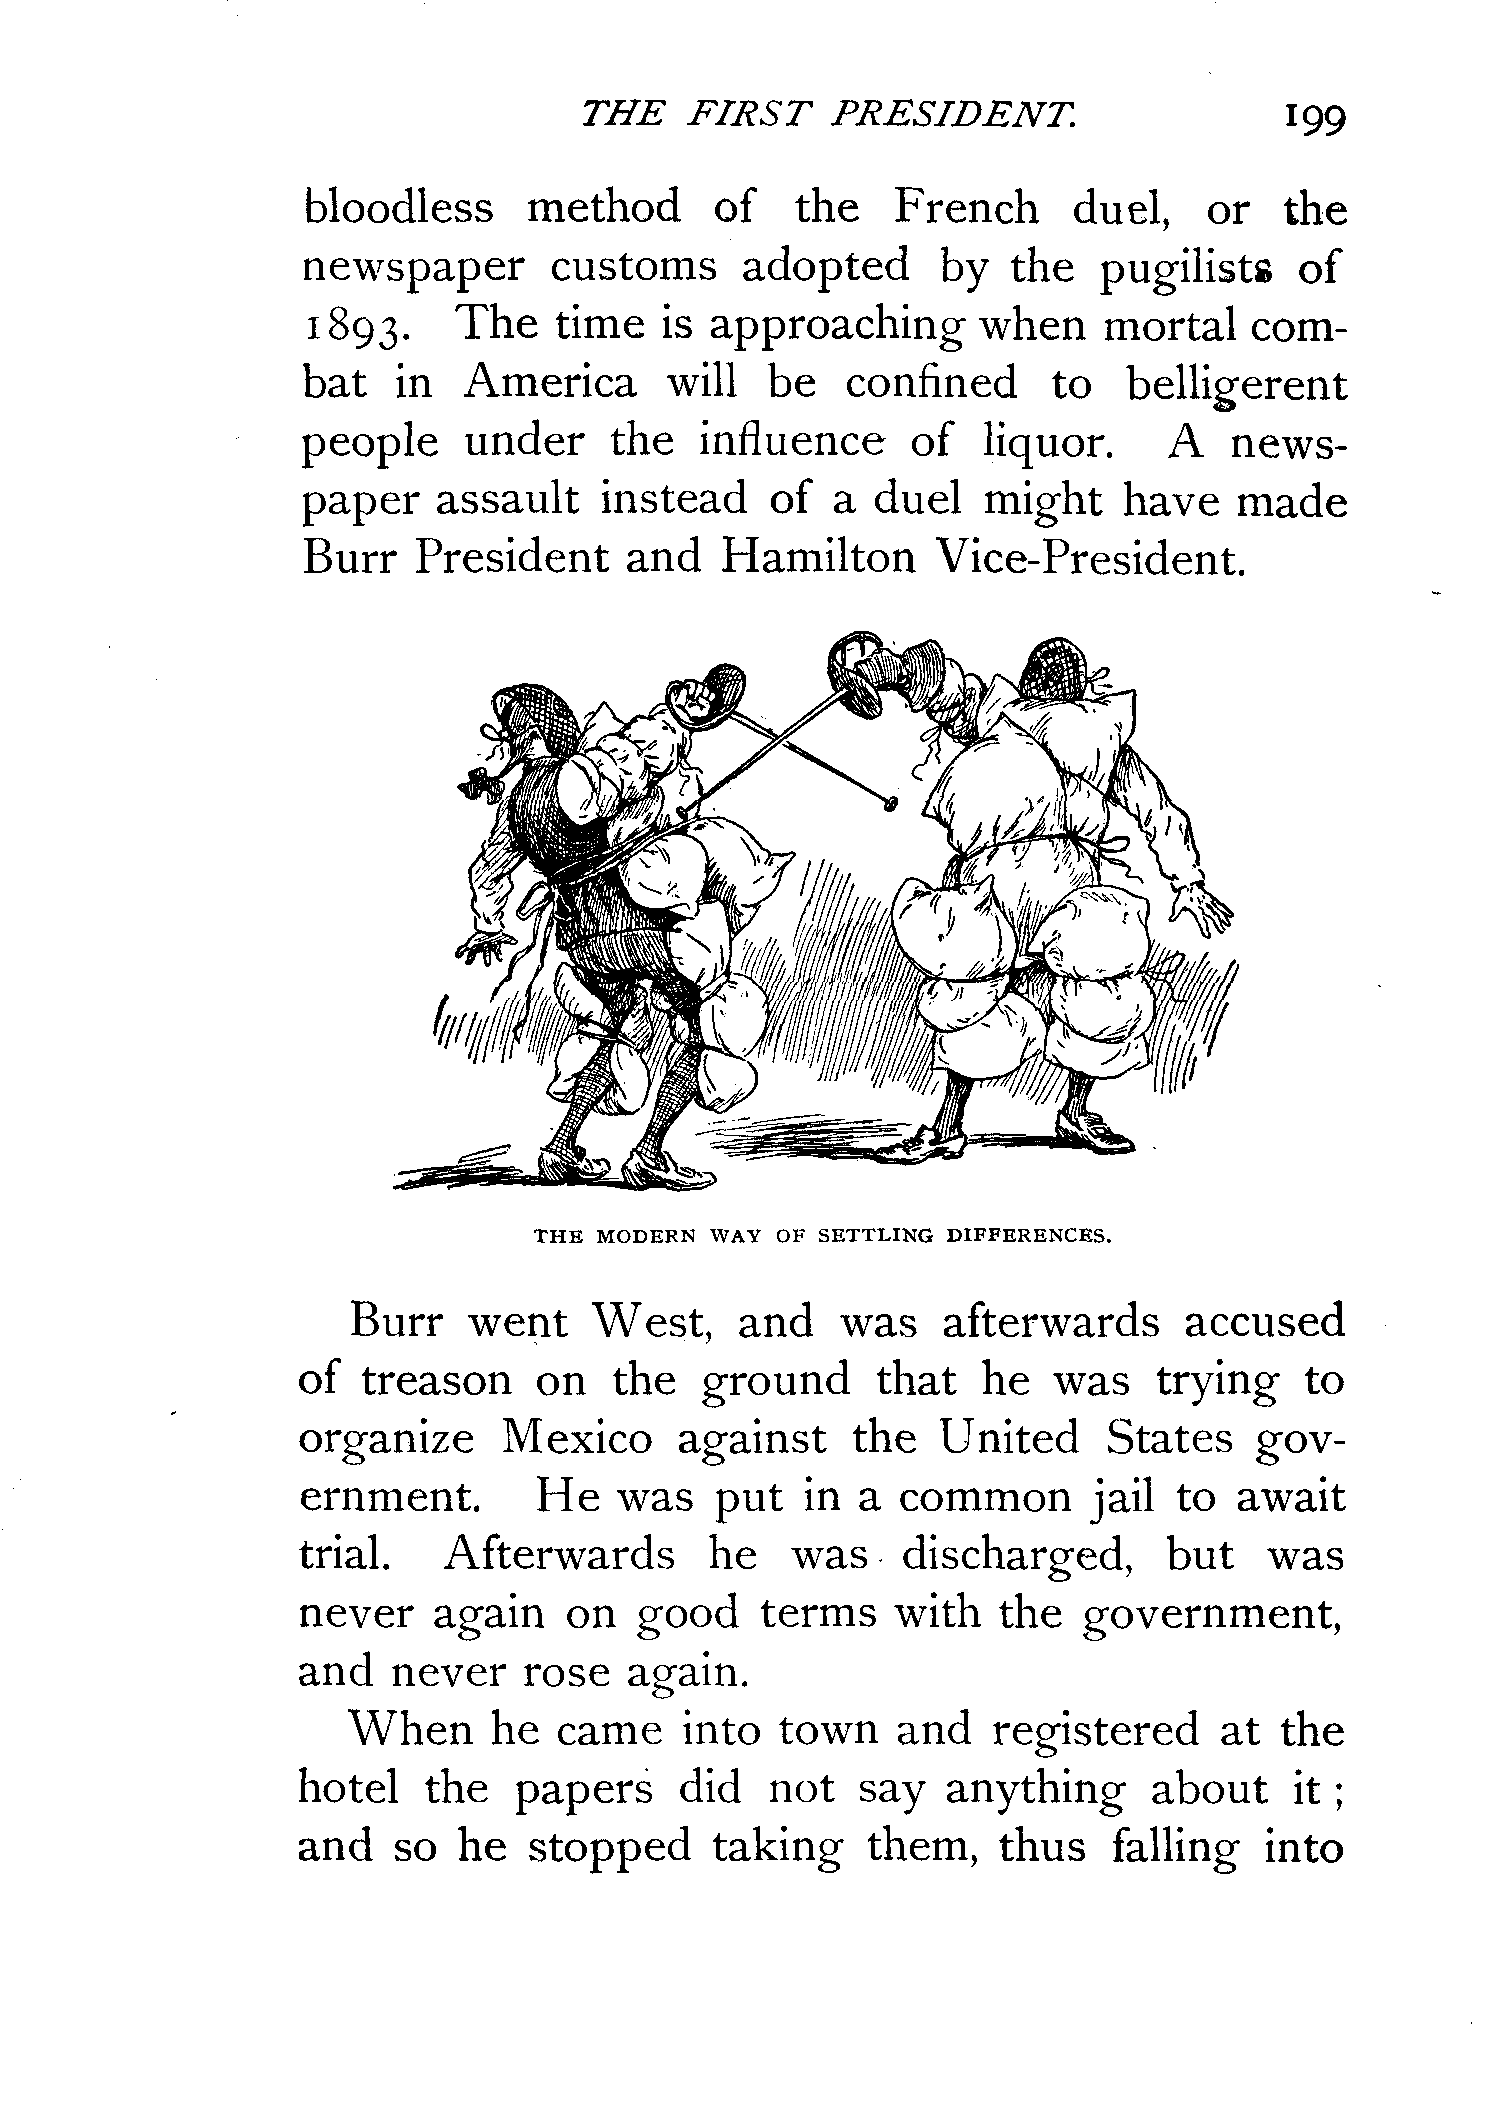 THE FIRST PRESIDENT. 199
bloodless method of the French duel, or the
newspaper customs adopted by the pugilists of
1893. The time is approaching when mortal com-
bat in America will be confined to belligerent
people under the influence of liquor. A news-
paper assault instead of a duel might have made
Burr President and Hamilton Vice-President.
THE MODERN WAY OF SETTLING DIFFERENCES.
Burr went West, and was afterwards accused
of treason on the ground that he was trying to
organize Mexico against the United States gov-
ernment. He was put in a common jail to await
trial. Afterwards he was discharged, but was
never again on good terms with the government,
and never rose again.
When he came into town and registered at the
hotel the papers did not say anything about it ;
and so he stopped taking them, thus falling into